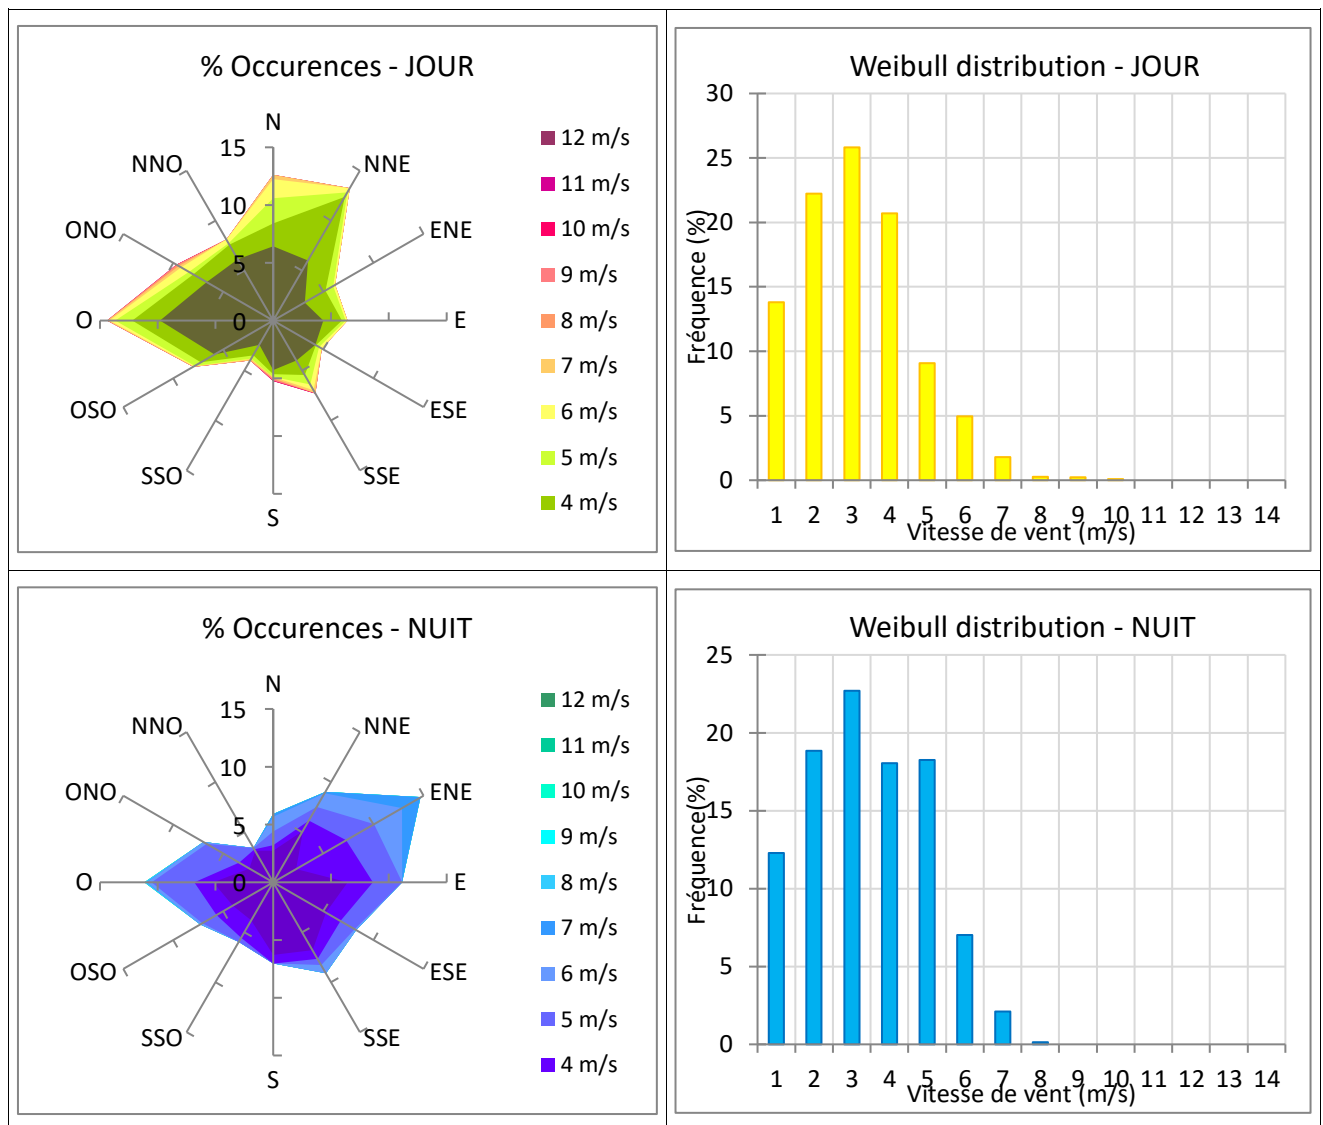 % Occurences - JOUR
N
NNE
ENE
E
ESE
SSE
S
SSO
OSO
O
ONO
NNO
15
10
5
0
12 m/s
11 m/s
10 m/s
9 m/s
8 m/s
7 m/s
6 m/s
5 m/s
4 m/s
Weibull distribution - JOUR
Fréquence (%)
30
25
20
15
10
5
0
1 2 3 4 5 6 7 8 9 10 11 12 13 14
Vitesse de vent (m/s)
% Occurences - NUIT
N
NNE
ENE
E
ESE
SSE
S
SSO
OSO
O
ONO
NNO
15
10
5
0
12 m/s
11 m/s
10 m/s
9 m/s
8 m/s
7 m/s
6 m/s
5 m/s
4 m/s
Weibull distribution - NUIT
Fréquence(%)
25
20
15
10
5
0
1 2 3 4 5 6 7 8 9 10 11 12 13 14
Vitesse de vent (m/s)